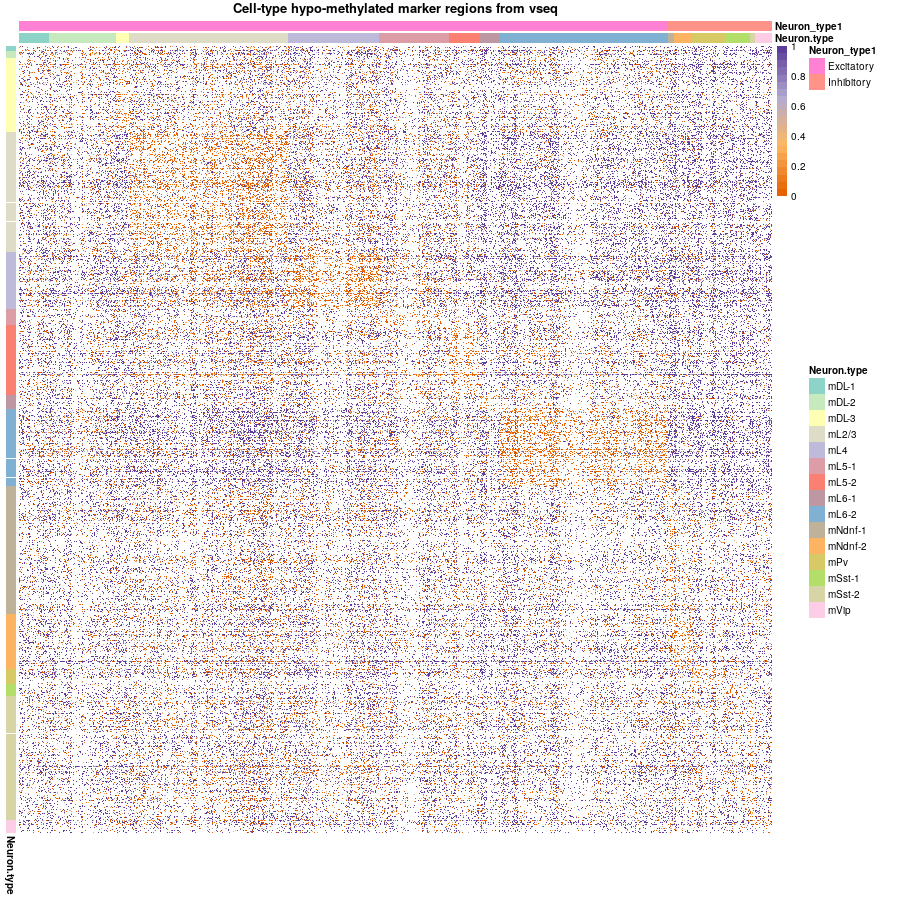 Cell-type hypo-methylated marker regions from vseq
Neuron_type1
Neuron.type
1
0.8
0.6
0.4
0.2
0
Neuron_type1
Excitatory
Inhibitory
Neuron.type
mDL-1
mDL-2
mDL-3
mL2/3
mL4
mL5-1
mL5-2
mL6-1
mL6-2
mNdnf-1
mNdnf-2
mPv
mSst-1
mSst-2
mVip
Neuron.type